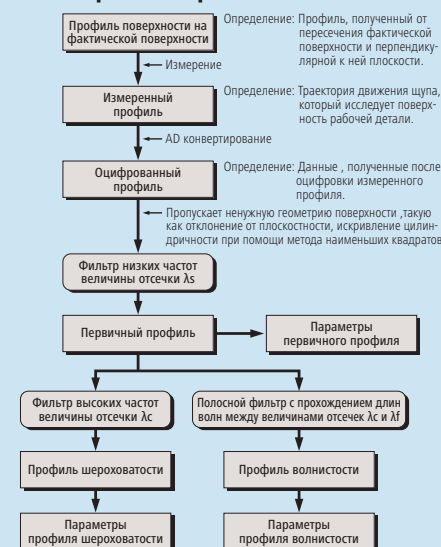 Профиль поверхности на
фактической поверхности
Определение: Профиль, полученный от
пересечения фактической
поверхности и перпендику-
лярной к ней плоскости.
Измерение
Измеренный
профиль
Определение: Траектория движения щупа,
который исследует поверх-
ность рабочей детали.
AD конвертирование
Оцифрованный
профиль
Определение: Данные , полученные после
оцифровки измеренного
профиля.
Пропускает ненужную геометрию поверхности ,такую
как отклонение от плоскостности, искривление цилин-
дричности при помощи метода наименьших квадратов
Фильтр низких частот
величины отсечки λs
Первичный профиль
Параметры
первичного профиля
Фильтр высоких частот
величины отсечки λc
Полосной фильтр с прохождением длин
волн между величинами отсечек λc и λf
Профиль шероховатости
Профиль волнистости
Параметры
профиля шероховатости
Параметры
профиля волнистости